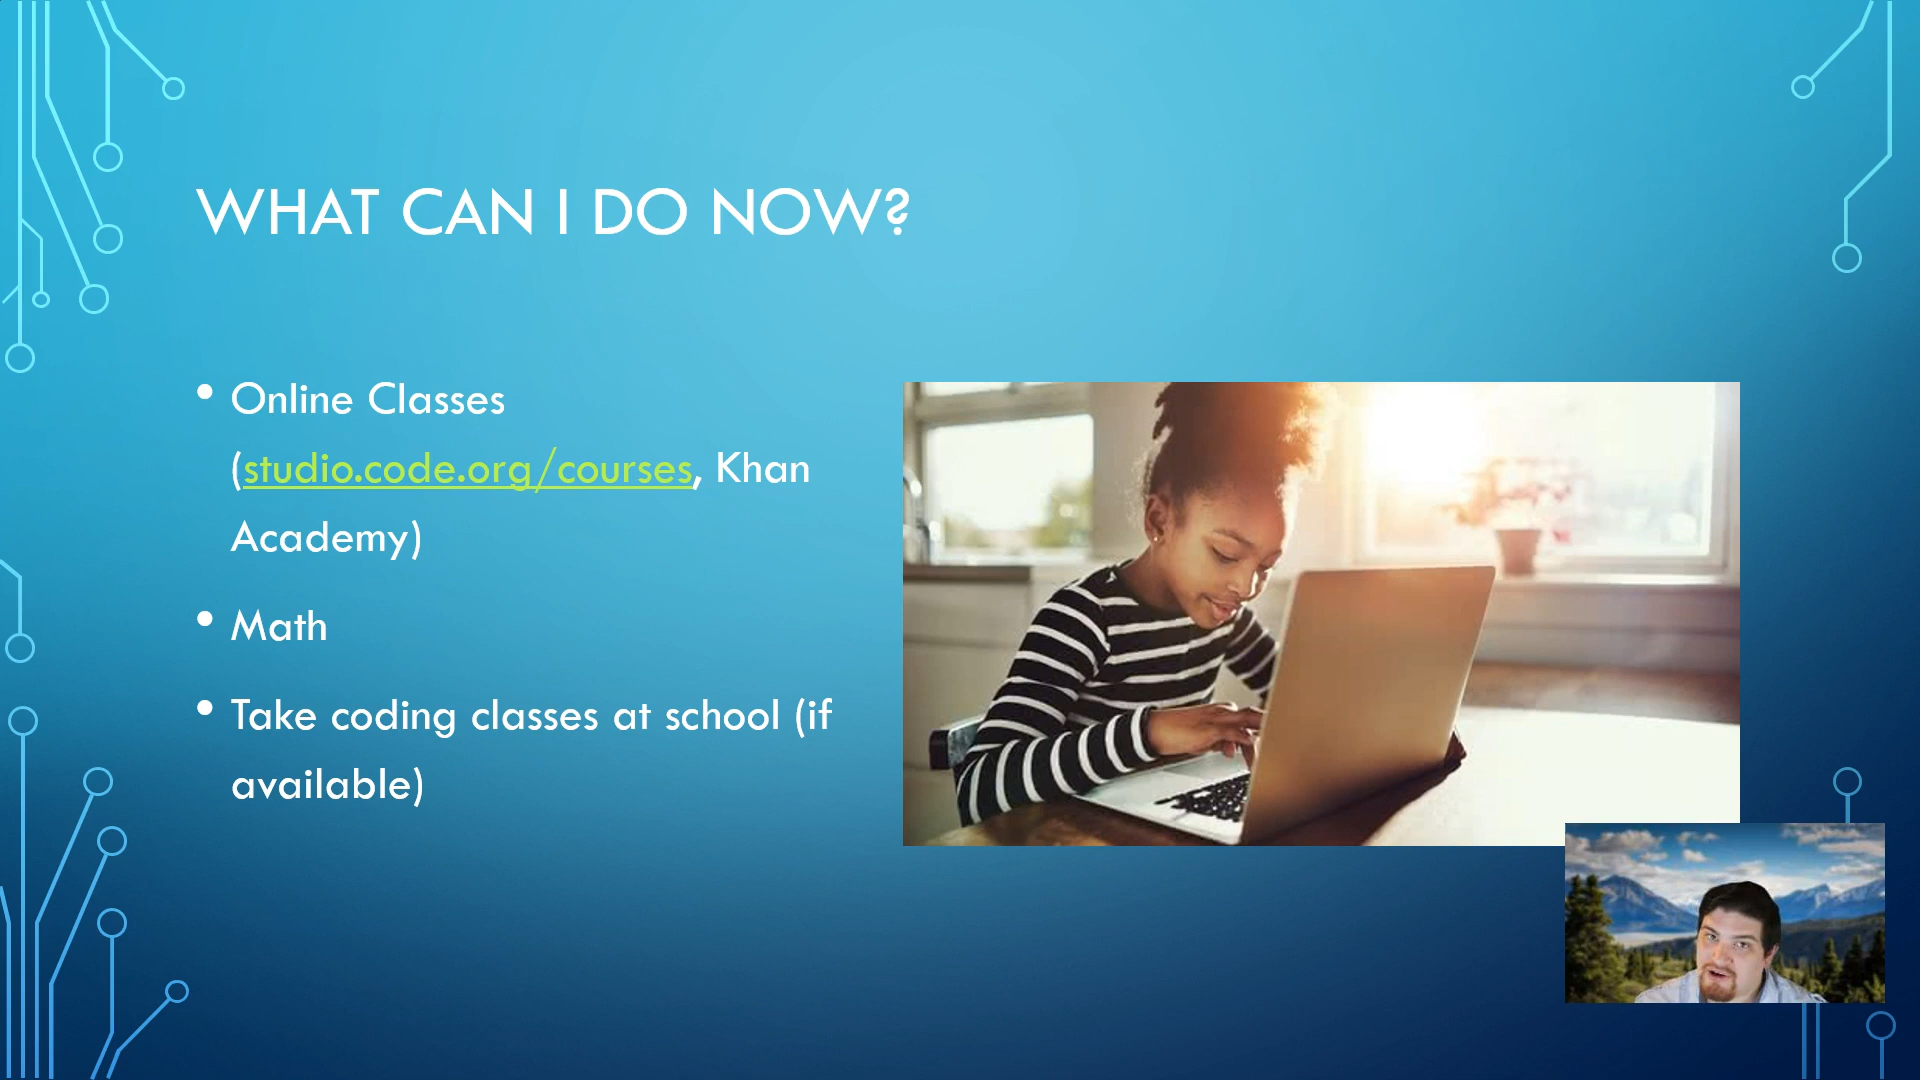 WHAT CAN I DO NOW?
• Online Classes
(studio.code.org/courses, Khan
Academy)
• Math
• Take coding classes at school (if
available)